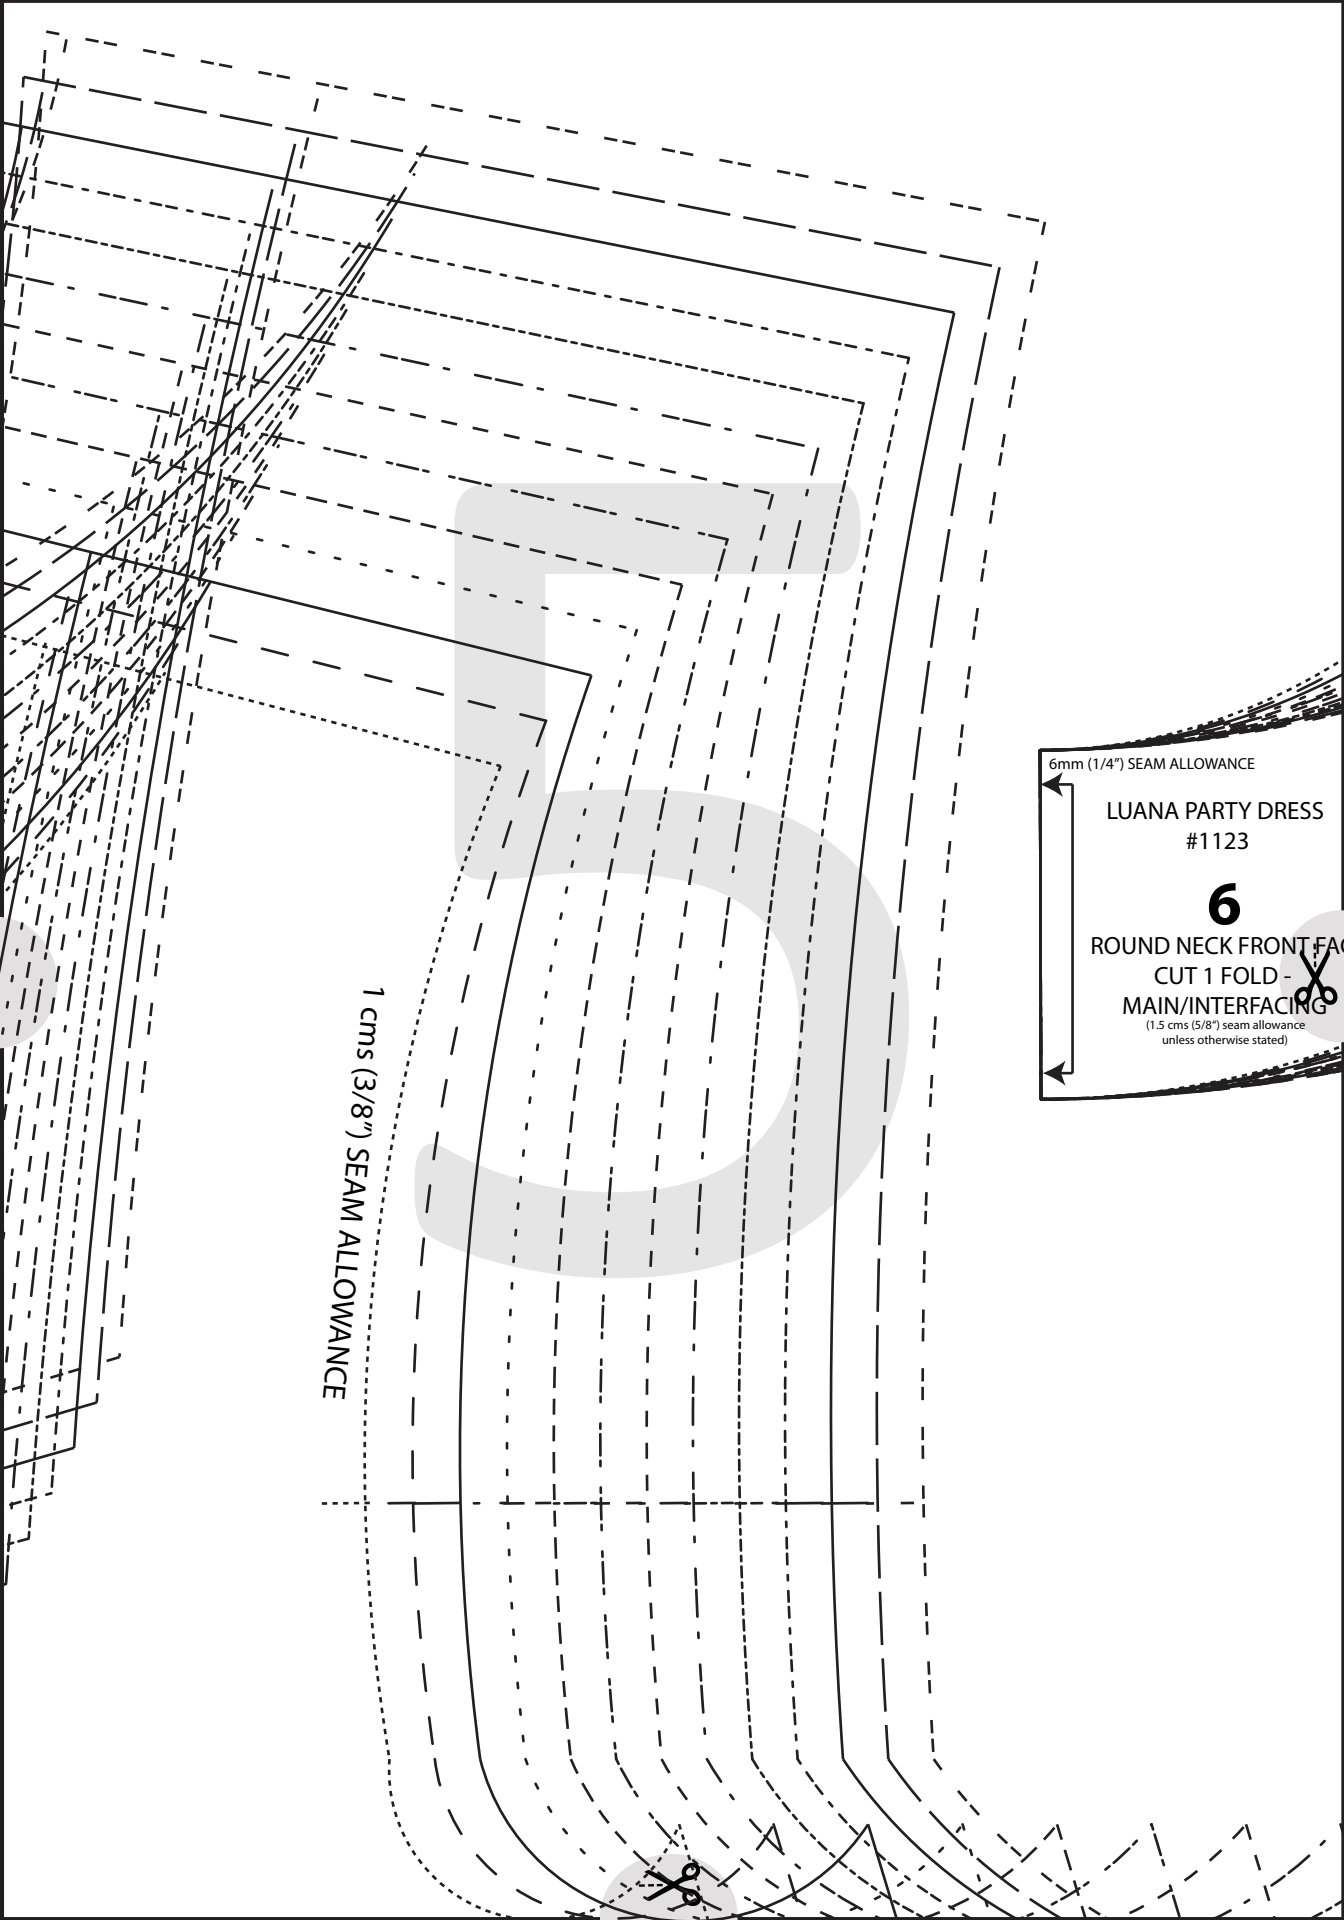 5
6mm (1/4") SEAM ALLOWANCE
LUANA PARTY DRESS
#1123
6
ROUND NECK FRONT FAC
CUT 1 FOLD -
MAIN/INTERFACING
(1.5 cms (5/8") seam allowance
unless otherwise stated)
1 cms (3/8") SEAM ALLOWANCE